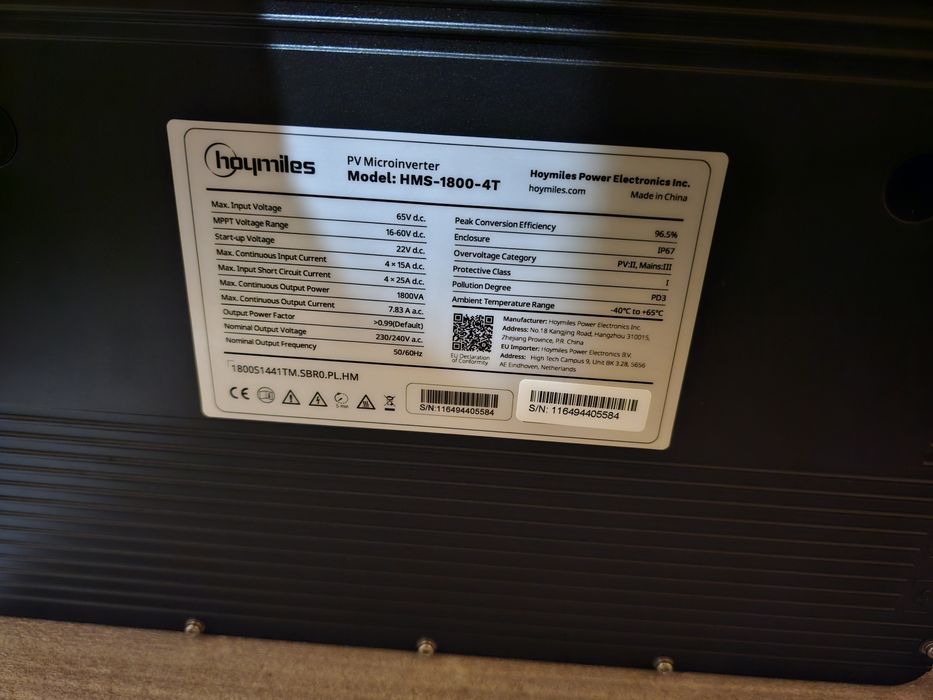 hoymiles
PV Microinverter
Model: HMS-1800-4T
Hoymiles Power Electronics Inc.
hoymiles.com
Made in China
Max. Input Voltage 65V d.c.
MPPT Voltage Range 16-60V d.c.
Start-up Voltage 22V d.c.
Max. Continuous Input Current 4 × 15A d.c.
Max. Input Short Circuit Current 4 × 25A d.c.
Max. Continuous Output Power 1800VA
Max. Continuous Output Current 7.83 A a.c.
Output Power Factor >0.99(Default)
Nominal Output Voltage 230/240V a.c.
Nominal Output Frequency 50/60Hz
Peak Conversion Efficiency 96.5%
Enclosure IP67
Overvoltage Category PV:II, Mains:III
Protective Class I
Pollution Degree PD3
Ambient Temperature Range -40℃ to +65℃
EU Declaration
of Conformity
Manufacturer: Hoymiles Power Electronics Inc.
Address: No.18 Kangjing Road, Hangzhou 310015,
Zhejiang Province, P.R. China
EU Importer: Hoymiles Power Electronics B.V.
Address: High Tech Campus 9, Unit BK 3.28, 5656
AE Eindhoven, Netherlands
1800S1441TM.SBR0.PL.HM
CE
5 min
S/N:116494405584
S/N: 116494405584